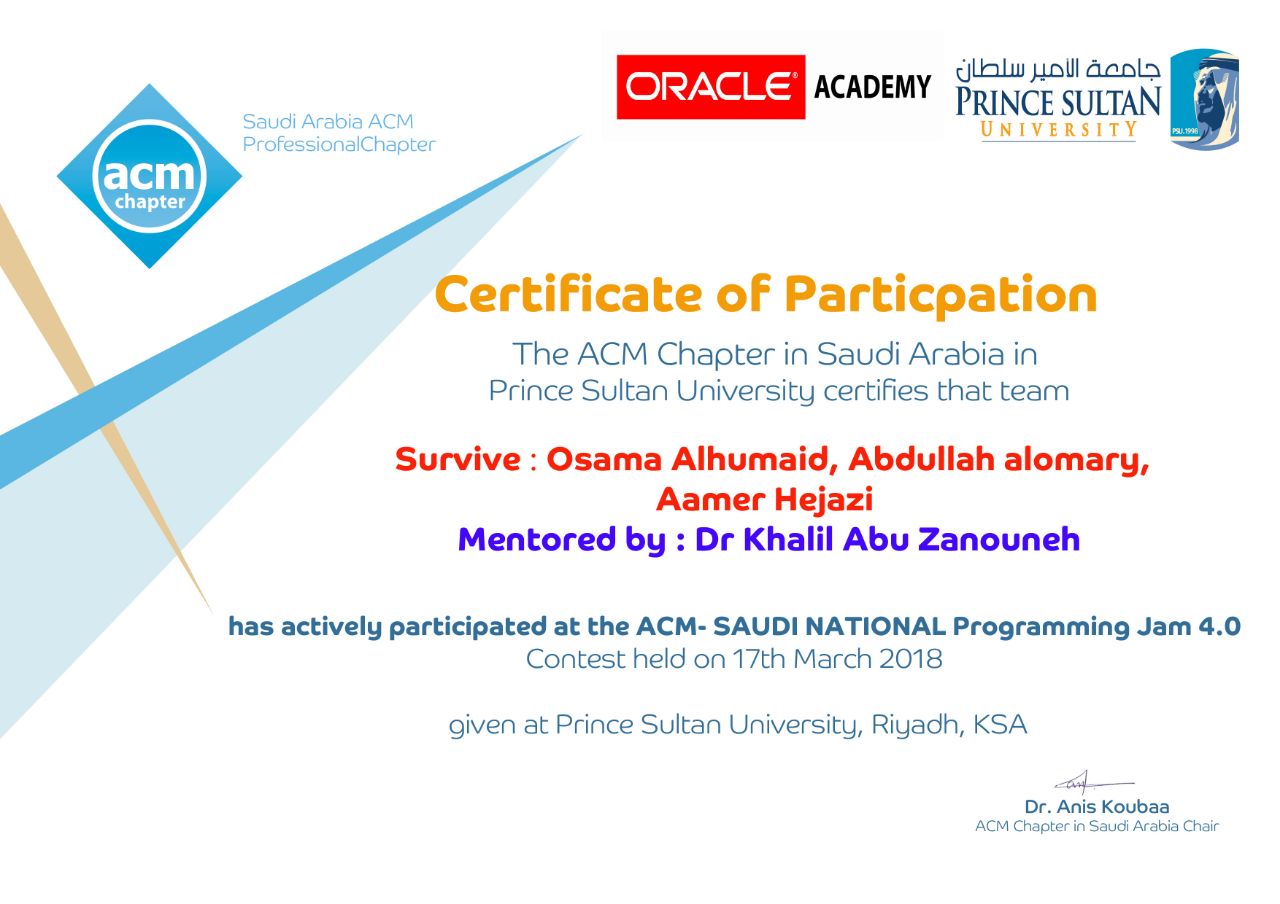 acm
chapter
Saudi Arabia ACM
ProfessionalChapter
ORACLE® ACADEMY
جامعة الأمير سلطان
PRINCE SULTAN
UNIVERSITY
PSU.1998
Certificate of Particpation
The ACM Chapter in Saudi Arabia in
Prince Sultan University certifies that team
Survive : Osama Alhumaid, Abdullah alomary,
Aamer Hejazi
Mentored by : Dr Khalil Abu Zanouneh
has actively participated at the ACM- SAUDI NATIONAL Programming Jam 4.0
Contest held on 17th March 2018
given at Prince Sultan University, Riyadh, KSA
Dr. Anis Koubaa
ACM Chapter in Saudi Arabia Chair